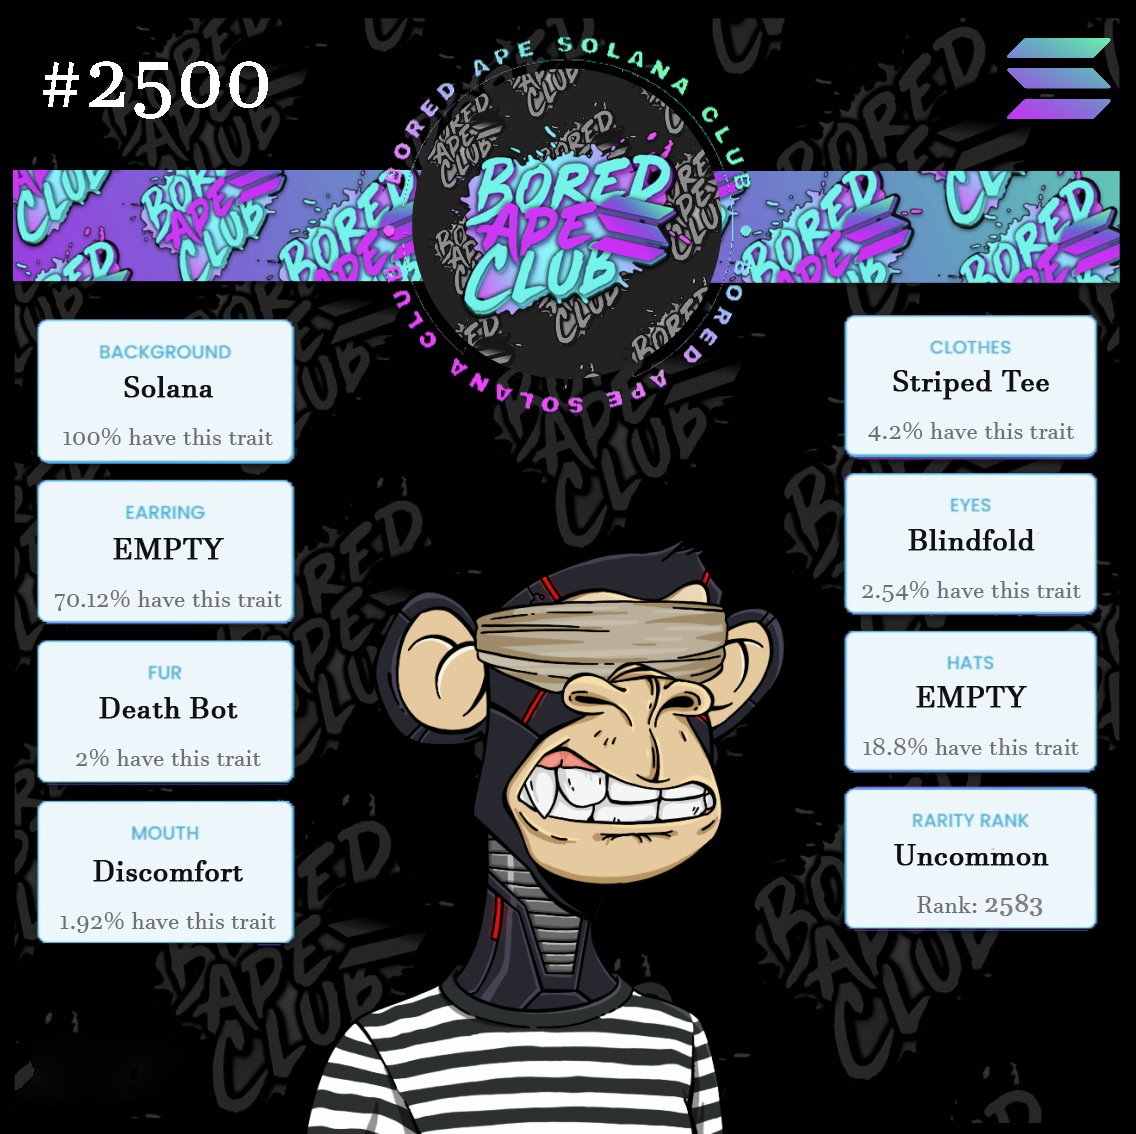 #2500
BORED APE SOLANA CLUB
BORED
APE
CLUB
BORED APE SOLANA CLUB
BACKGROUND
Solana
100% have this trait
EARRING
EMPTY
70.12% have this trait
FUR
Death Bot
2% have this trait
MOUTH
Discomfort
1.92% have this trait
CLOTHES
Striped Tee
4.2% have this trait
EYES
Blindfold
2.54% have this trait
HATS
EMPTY
18.8% have this trait
RARITY RANK
Uncommon
Rank: 2583